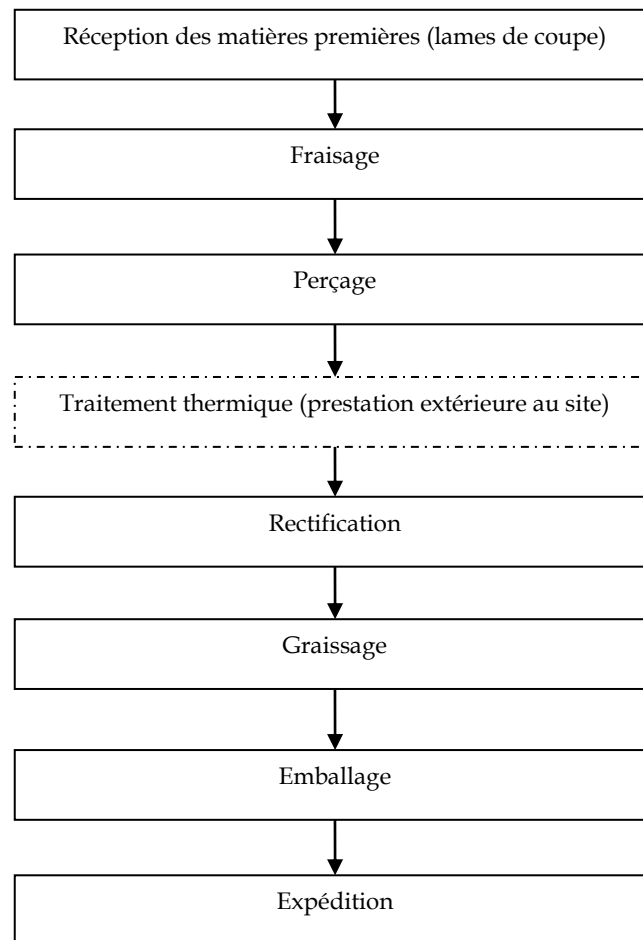 Réception des matières premières (lames de coupe)
Fraisage
Perçage
Traitement thermique (prestation extérieure au site)
Rectification
Graissage
Emballage
Expédition